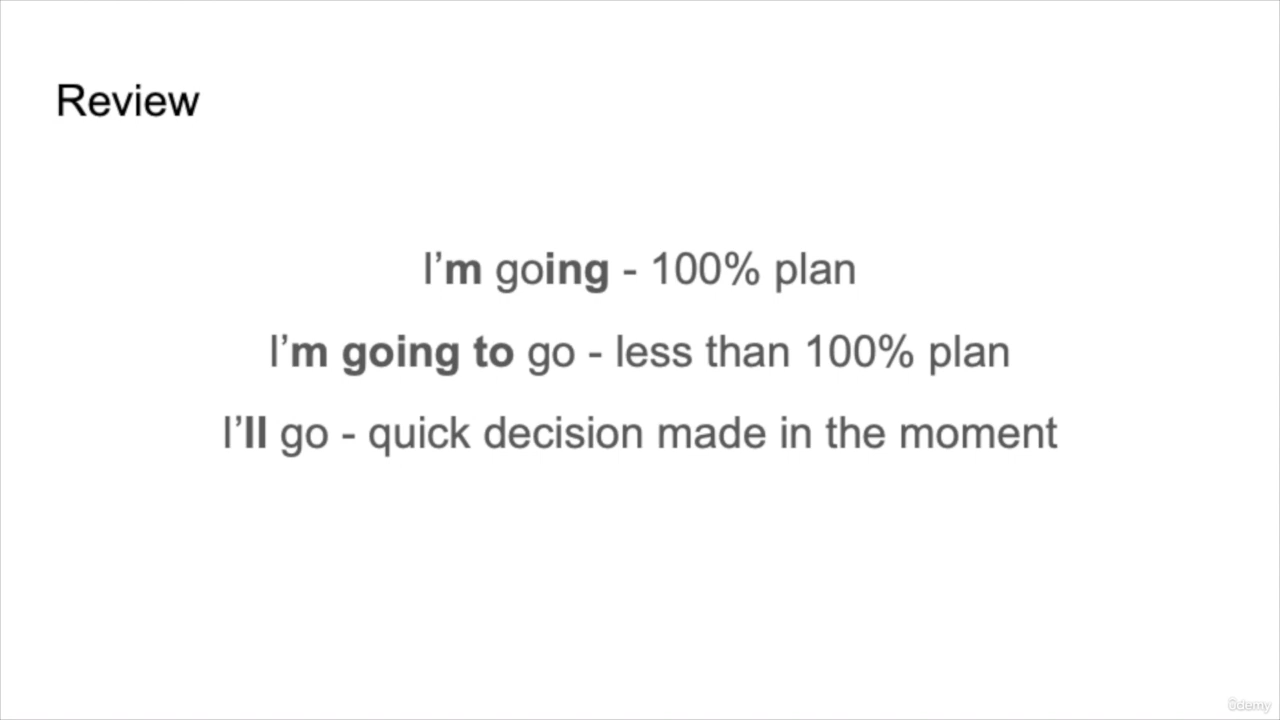 Review
I’m going - 100% plan
I’m going to go - less than 100% plan
I’ll go - quick decision made in the moment
ûdemy